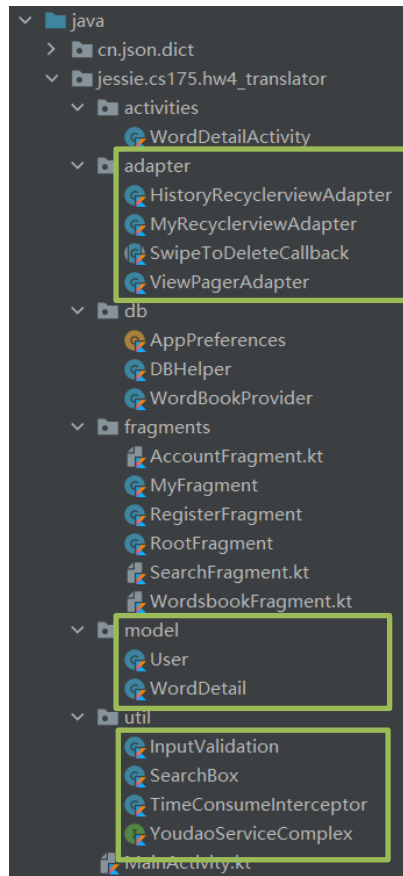 java
cn.json.dict
jessie.cs175.hw4_translator
activities
WordDetailActivity
adapter
HistoryRecyclerviewAdapter
MyRecyclerviewAdapter
SwipeToDeleteCallback
ViewPagerAdapter
db
AppPreferences
DBHelper
WordBookProvider
fragments
AccountFragment.kt
MyFragment
RegisterFragment
RootFragment
SearchFragment.kt
WordsbookFragment.kt
model
User
WordDetail
util
InputValidation
SearchBox
TimeConsumeInterceptor
YoudaoServiceComplex
MainActivity.kt